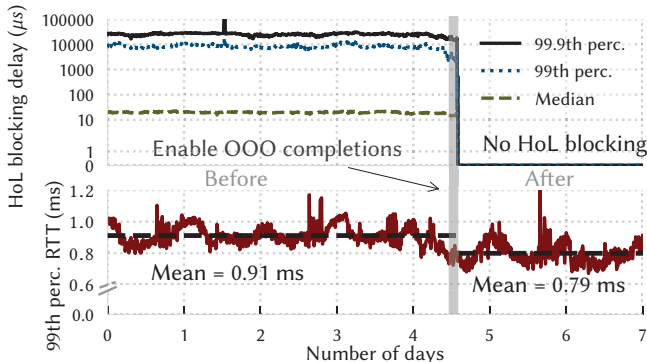 HoL blocking delay (μs)
100000
10000
1000
100
10
1
0
99.9th perc.
99th perc.
Median
No HoL blocking
Enable OOO completions
Before
After
99th perc. RTT (ms)
1.2
1.0
0.8
0.6
0.0
Mean = 0.91 ms
Mean = 0.79 ms
0 1 2 3 4 5 6 7
Number of days